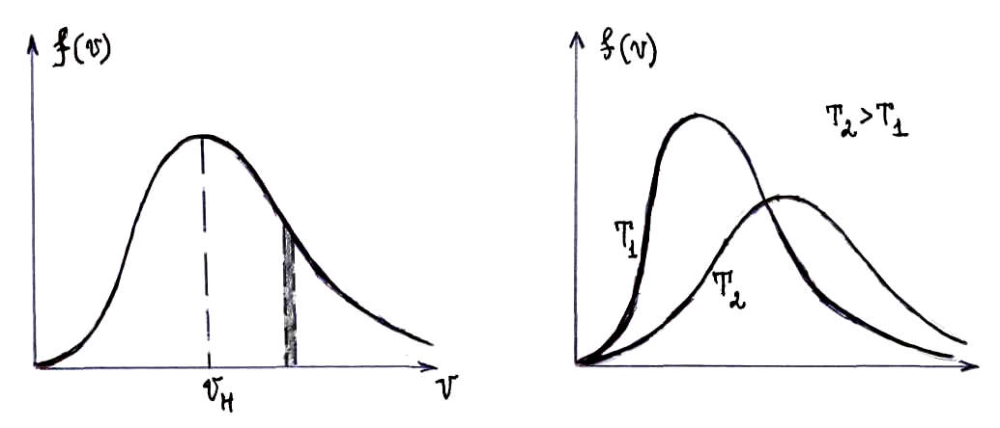 f(v)
v_H
v
f(v)
T_2>T_1
T_1
T_2